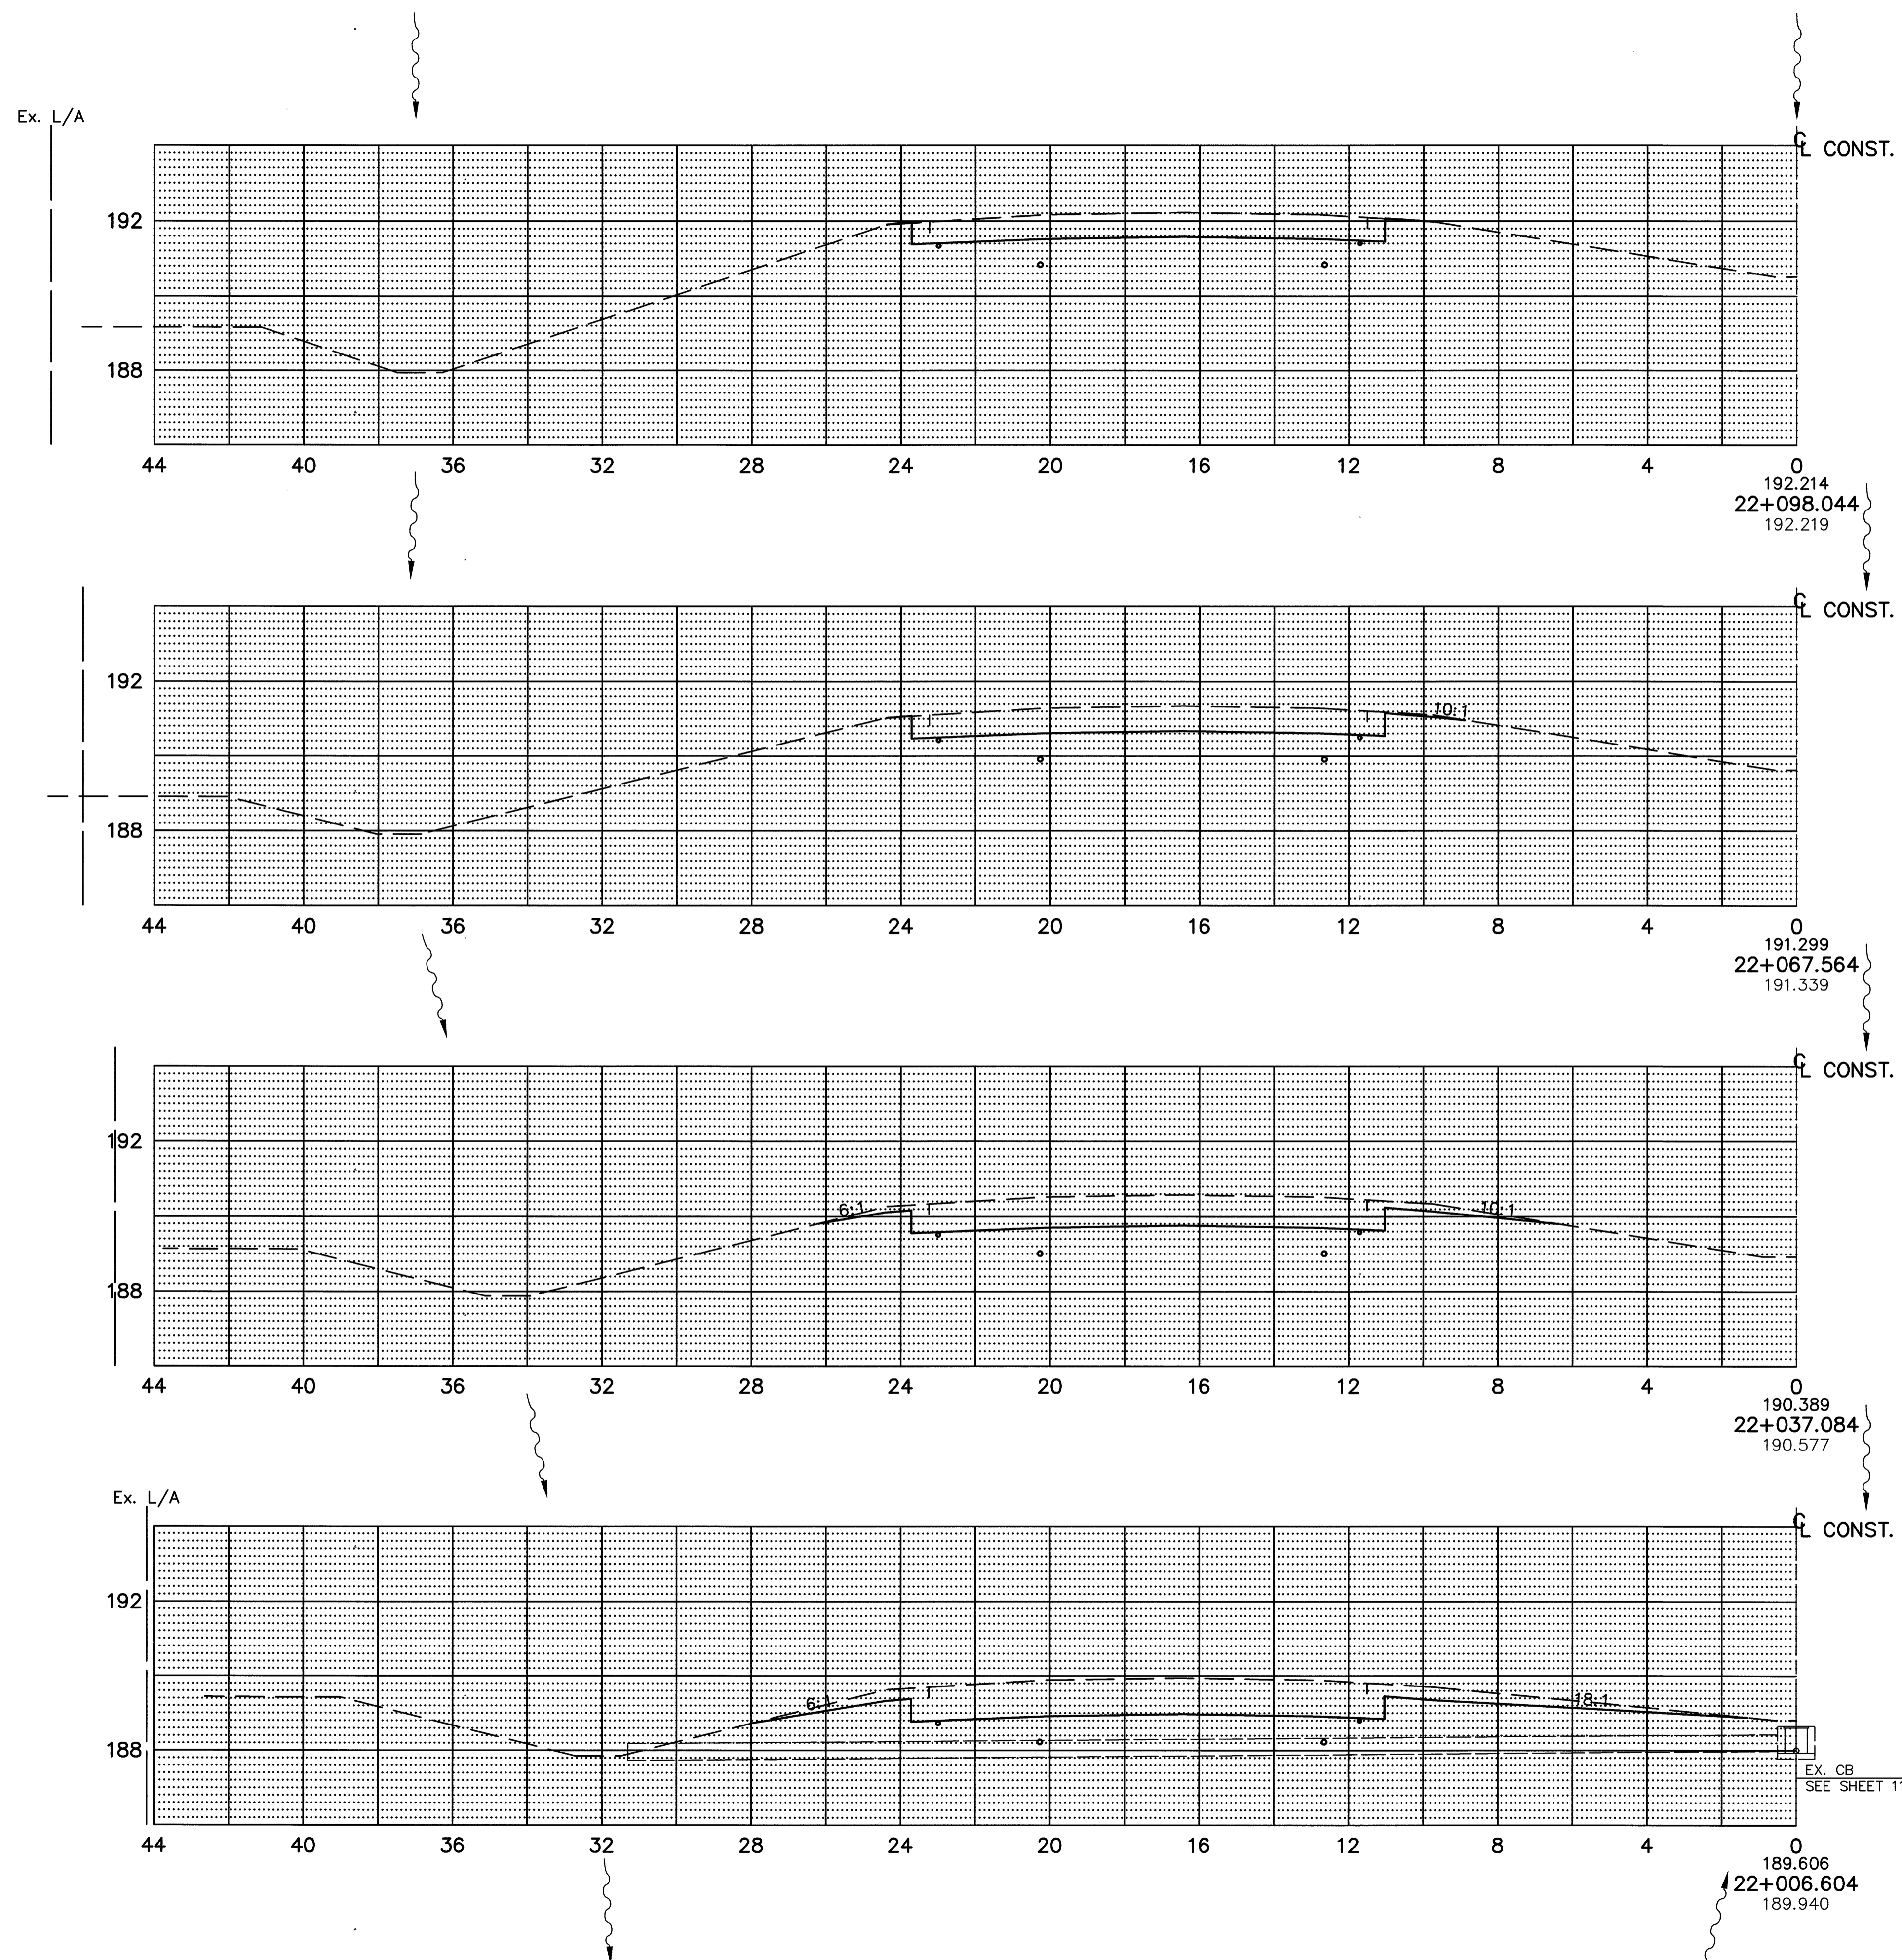 Ex. L/A
℄ CONST.
192
188
44 40 36 32 28 24 20 16 12 8 4 0
192.214
22+098.044
192.219
℄ CONST.
192
10:1
188
44 40 36 32 28 24 20 16 12 8 4 0
191.299
22+067.564
191.339
℄ CONST.
192
6:1 10:1
188
44 40 36 32 28 24 20 16 12 8 4 0
190.389
22+037.084
190.577
Ex. L/A
℄ CONST.
192
6:1 18:1
188
EX. CB
SEE SHEET 11
44 40 36 32 28 24 20 16 12 8 4 0
189.606
22+006.604
189.940